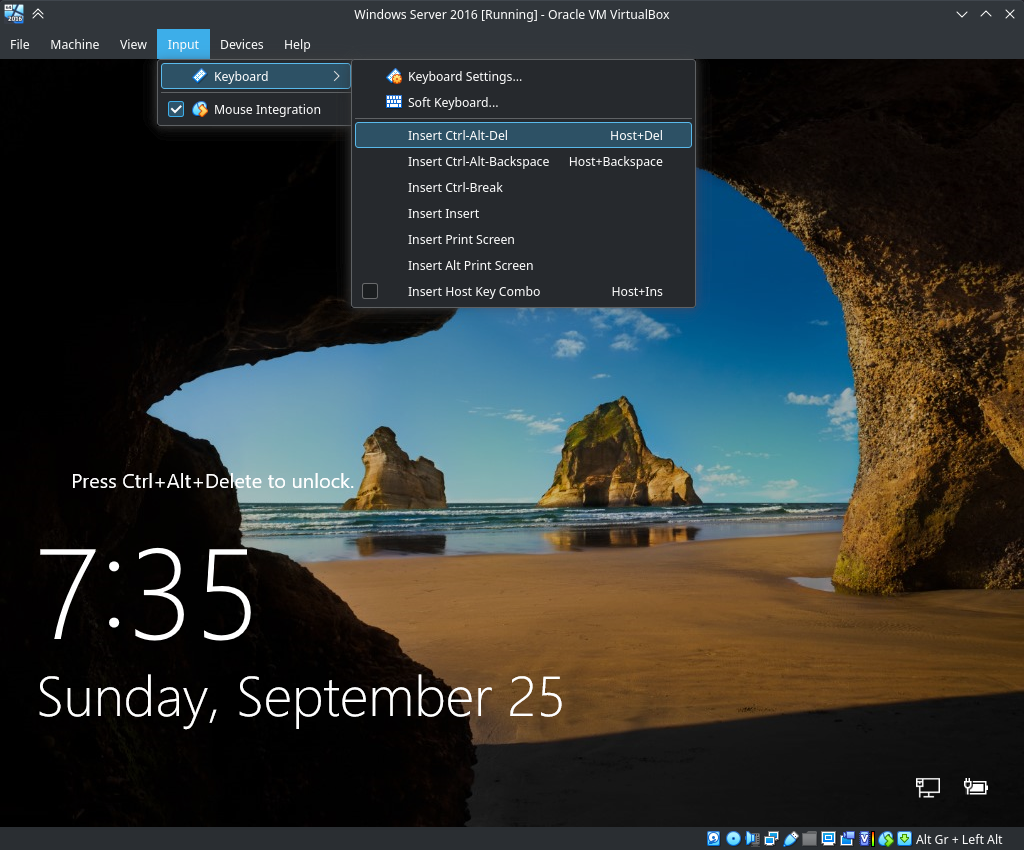 Windows Server 2016 [Running] - Oracle VM VirtualBox
File Machine View Input Devices Help
Keyboard
Mouse Integration
Keyboard Settings...
Soft Keyboard...
Insert Ctrl-Alt-Del Host+Del
Insert Ctrl-Alt-Backspace Host+Backspace
Insert Ctrl-Break
Insert Insert
Insert Print Screen
Insert Alt Print Screen
Insert Host Key Combo Host+Ins
Press Ctrl+Alt+Delete to unlock.
7:35
Sunday, September 25
Alt Gr + Left Alt